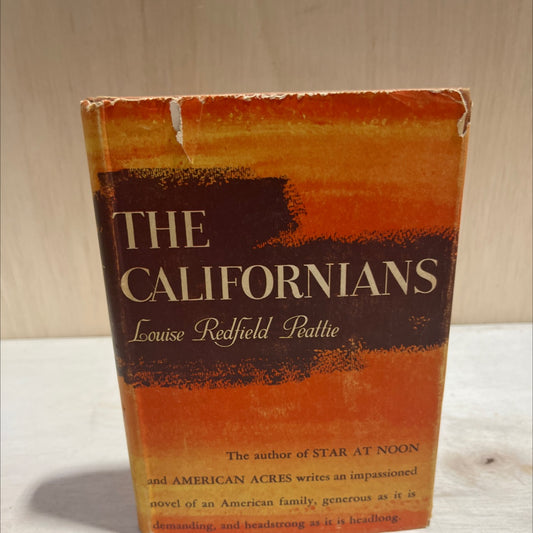 THE
CALIFORNIANS
Louise Redfield Peattie
The author of STAR AT NOON
and AMERICAN ACRES writes an impassioned
novel of an American family, generous as it is
demanding, and headstrong as it is headlong.